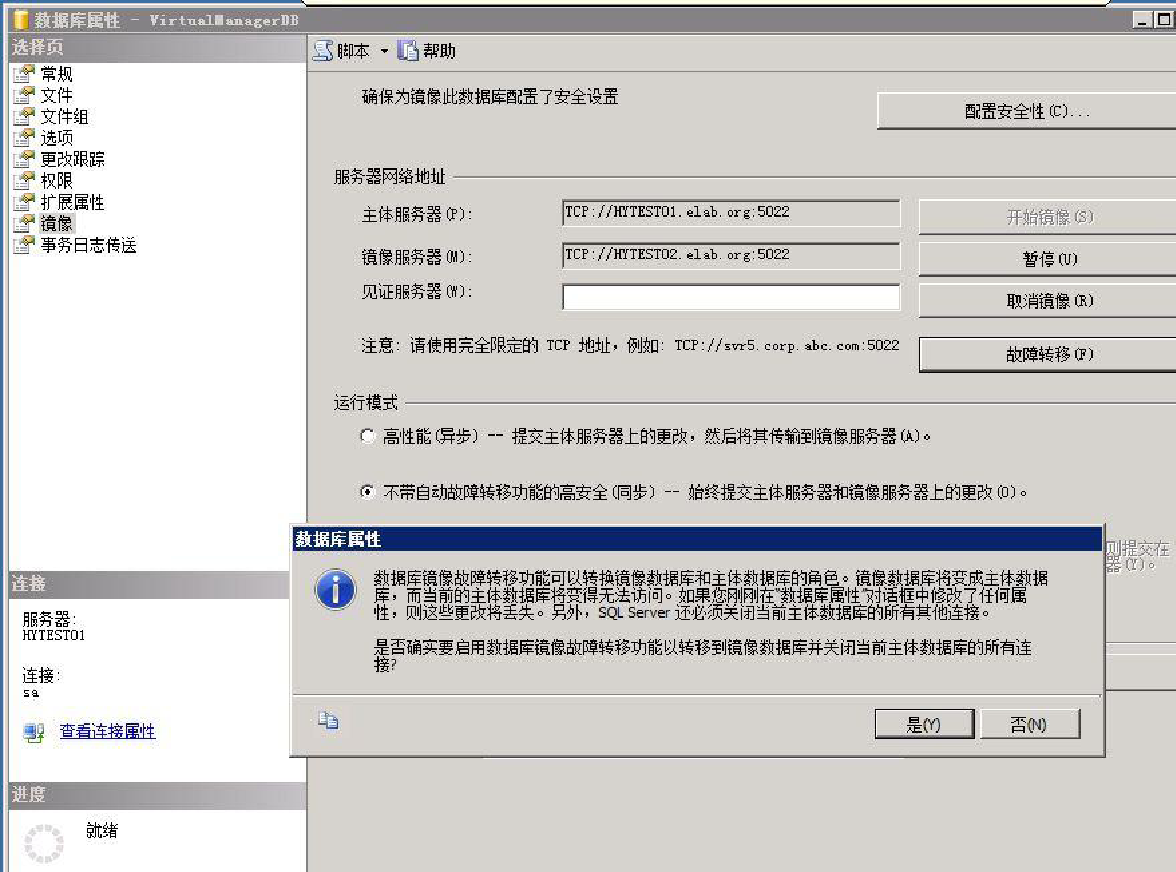 数据库属性 - VirtualManagerDB
选择页
常规
文件
文件组
选项
更改跟踪
权限
扩展属性
镜像
事务日志传送
脚本
帮助
确保为镜像此数据库配置了安全设置
配置安全性(C)...
服务器网络地址
主体服务器(P):
TCP://HYTEST01.elab.org:5022
开始镜像(S)
镜像服务器(M):
TCP://HYTEST02.elab.org:5022
暂停(U)
见证服务器(W):
取消镜像(R)
注意: 请使用完全限定的 TCP 地址，例如: TCP://svr5.corp.abc.com:5022
故障转移(F)
运行模式
高性能(异步) -- 提交主体服务器上的更改，然后将其传输到镜像服务器(A)。
不带自动故障转移功能的高安全(同步) -- 始终提交主体服务器和镜像服务器上的更改(O)。
则提交在
器(Y)。
数据库属性
数据库镜像故障转移功能可以转换镜像数据库和主体数据库的角色。镜像数据库将变成主体数据
库，而当前的主体数据库将变得无法访问。如果您刚刚在"数据库属性"对话框中修改了任何属
性，则这些更改将丢失。另外，SQL Server 还必须关闭当前主体数据库的所有其他连接。
是否确实要启用数据库镜像故障转移功能以转移到镜像数据库并关闭当前主体数据库的所有连
接?
是(Y)
否(N)
连接
服务器:
HYTEST01
连接:
sa
查看连接属性
进度
就绪